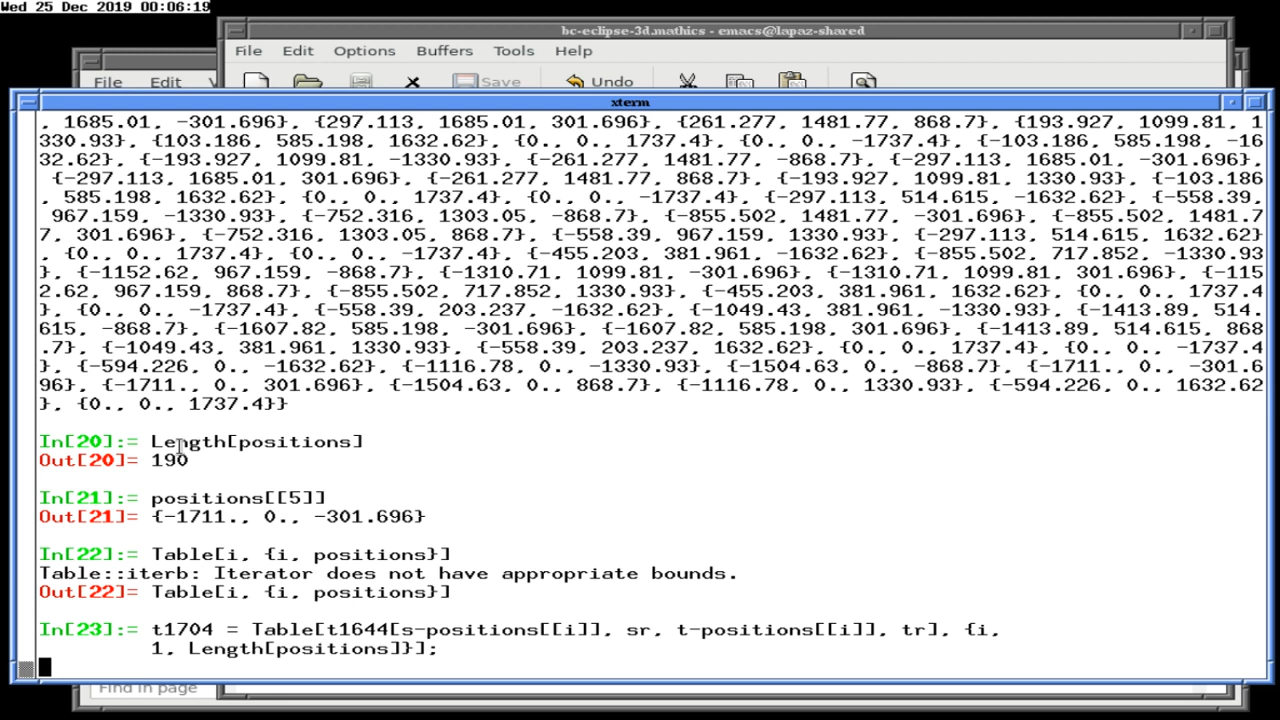 Wed 25 Dec 2019 00:06:19
bc-eclipse-3d.mathics - emacs@lapaz-shared
File Edit Options Buffers Tools Help
File Edit V
Save Undo
xterm
, 1685.01, -301.696}, {297.113, 1685.01, 301.696}, {261.277, 1481.77, 868.7}, {193.927, 1099.81, 1
330.93}, {103.186, 585.198, 1632.62}, {0., 0., 1737.4}, {0., 0., -1737.4}, {-103.186, 585.198, -16
32.62}, {-193.927, 1099.81, -1330.93}, {-261.277, 1481.77, -868.7}, {-297.113, 1685.01, -301.696},
{-297.113, 1685.01, 301.696}, {-261.277, 1481.77, 868.7}, {-193.927, 1099.81, 1330.93}, {-103.186
, 585.198, 1632.62}, {0., 0., 1737.4}, {0., 0., -1737.4}, {-297.113, 514.615, -1632.62}, {-558.39,
967.159, -1330.93}, {-752.316, 1303.05, -868.7}, {-855.502, 1481.77, -301.696}, {-855.502, 1481.7
7, 301.696}, {-752.316, 1303.05, 868.7}, {-558.39, 967.159, 1330.93}, {-297.113, 514.615, 1632.62}
, {0., 0., 1737.4}, {0., 0., -1737.4}, {-455.203, 381.961, -1632.62}, {-855.502, 717.852, -1330.93
}, {-1152.62, 967.159, -868.7}, {-1310.71, 1099.81, -301.696}, {-1310.71, 1099.81, 301.696}, {-115
2.62, 967.159, 868.7}, {-855.502, 717.852, 1330.93}, {-455.203, 381.961, 1632.62}, {0., 0., 1737.4
}, {0., 0., -1737.4}, {-558.39, 203.237, -1632.62}, {-1049.43, 381.961, -1330.93}, {-1413.89, 514.
615, -868.7}, {-1607.82, 585.198, -301.696}, {-1607.82, 585.198, 301.696}, {-1413.89, 514.615, 868
.7}, {-1049.43, 381.961, 1330.93}, {-558.39, 203.237, 1632.62}, {0., 0., 1737.4}, {0., 0., -1737.4
}, {-594.226, 0., -1632.62}, {-1116.78, 0., -1330.93}, {-1504.63, 0., -868.7}, {-1711., 0., -301.6
96}, {-1711., 0., 301.696}, {-1504.63, 0., 868.7}, {-1116.78, 0., 1330.93}, {-594.226, 0., 1632.62
}, {0., 0., 1737.4}}
In[20]:= Length[positions]
Out[20]= 190
In[21]:= positions[[5]]
Out[21]= {-1711., 0., -301.696}
In[22]:= Table[i, {i, positions}]
Table::iterb: Iterator does not have appropriate bounds.
Out[22]= Table[i, {i, positions}]
In[23]:= t1704 = Table[t1644[s-positions[[i]], sr, t-positions[[i]], tr], {i,
1, Length[positions]}];
Find in page